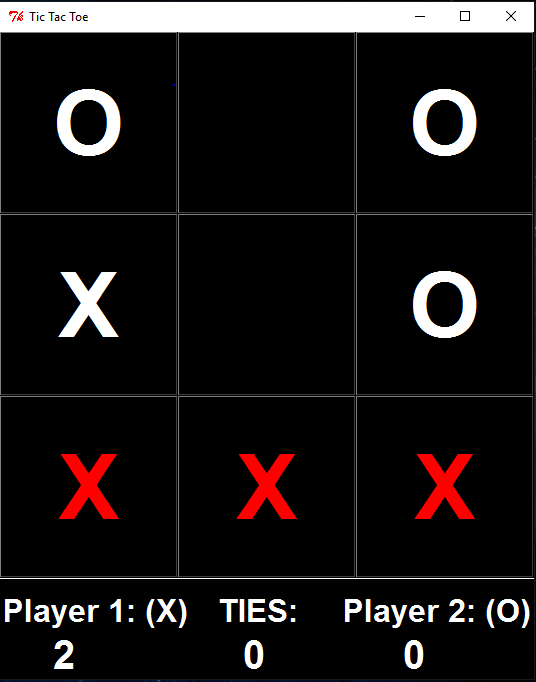 Tic Tac Toe
O O
X O
X X X
Player 1: (X) TIES: Player 2: (O)
2 0 0